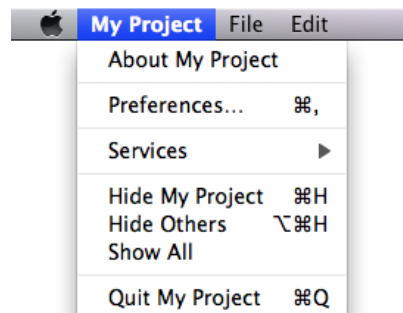 My Project File Edit
About My Project
Preferences... ⌘,
Services ▶
Hide My Project ⌘H
Hide Others ⌥⌘H
Show All
Quit My Project ⌘Q